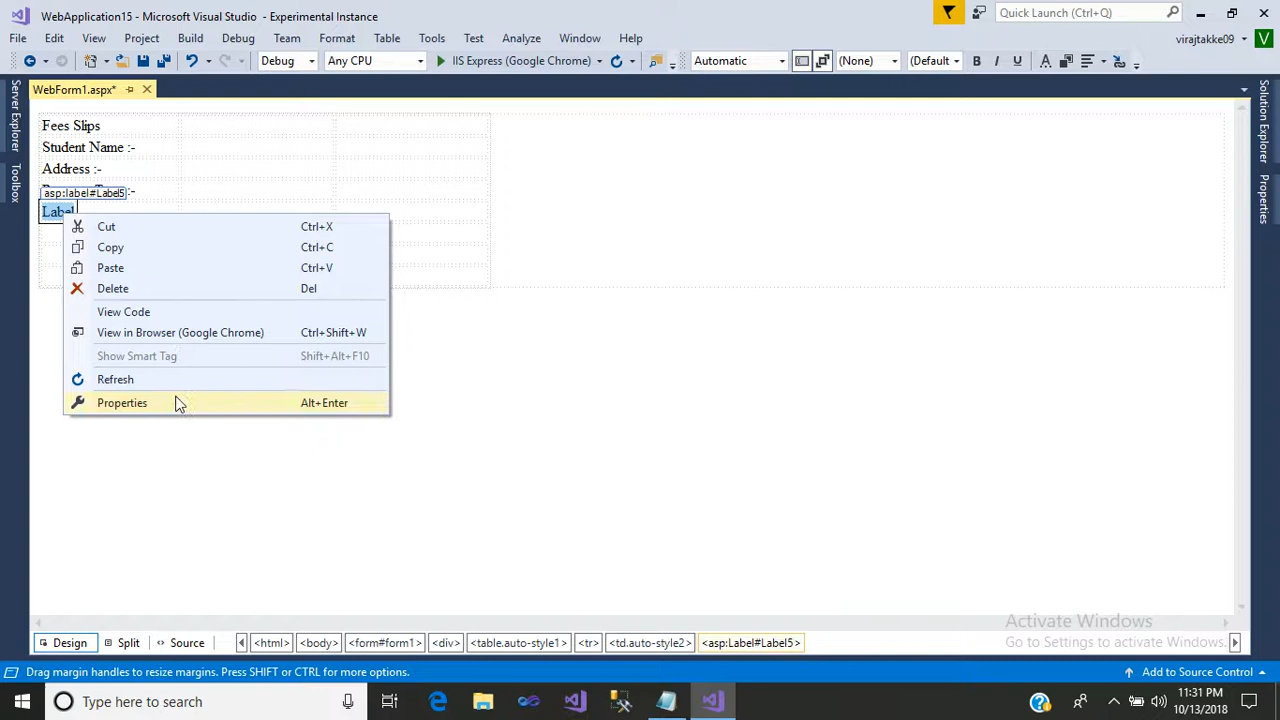 WebApplication15 - Microsoft Visual Studio - Experimental Instance
Quick Launch (Ctrl+Q)
File Edit View Project Build Debug Team Format Table Tools Test Analyze Window Help
virajtakke09 V
Debug Any CPU IIS Express (Google Chrome) Automatic (None) (Default B I U A
WebForm1.aspx*
Server Explorer
Toolbox
Solution Explorer
Properties
Fees Slips
Student Name :-
Address :-
:-
asp:label#Label5
Label
Cut Ctrl+X
Copy Ctrl+C
Paste Ctrl+V
Delete Del
View Code
View in Browser (Google Chrome) Ctrl+Shift+W
Show Smart Tag Shift+Alt+F10
Refresh
Properties Alt+Enter
Activate Windows
Go to Settings to activate Windows.
Design Split Source <html> <body> <form#form1> <div> <table.auto-style1> <tr> <td.auto-style2> <asp:Label#Label5>
Drag margin handles to resize margins. Press SHIFT or CTRL for more options.
Add to Source Control
Type here to search
11:31 PM
10/13/2018